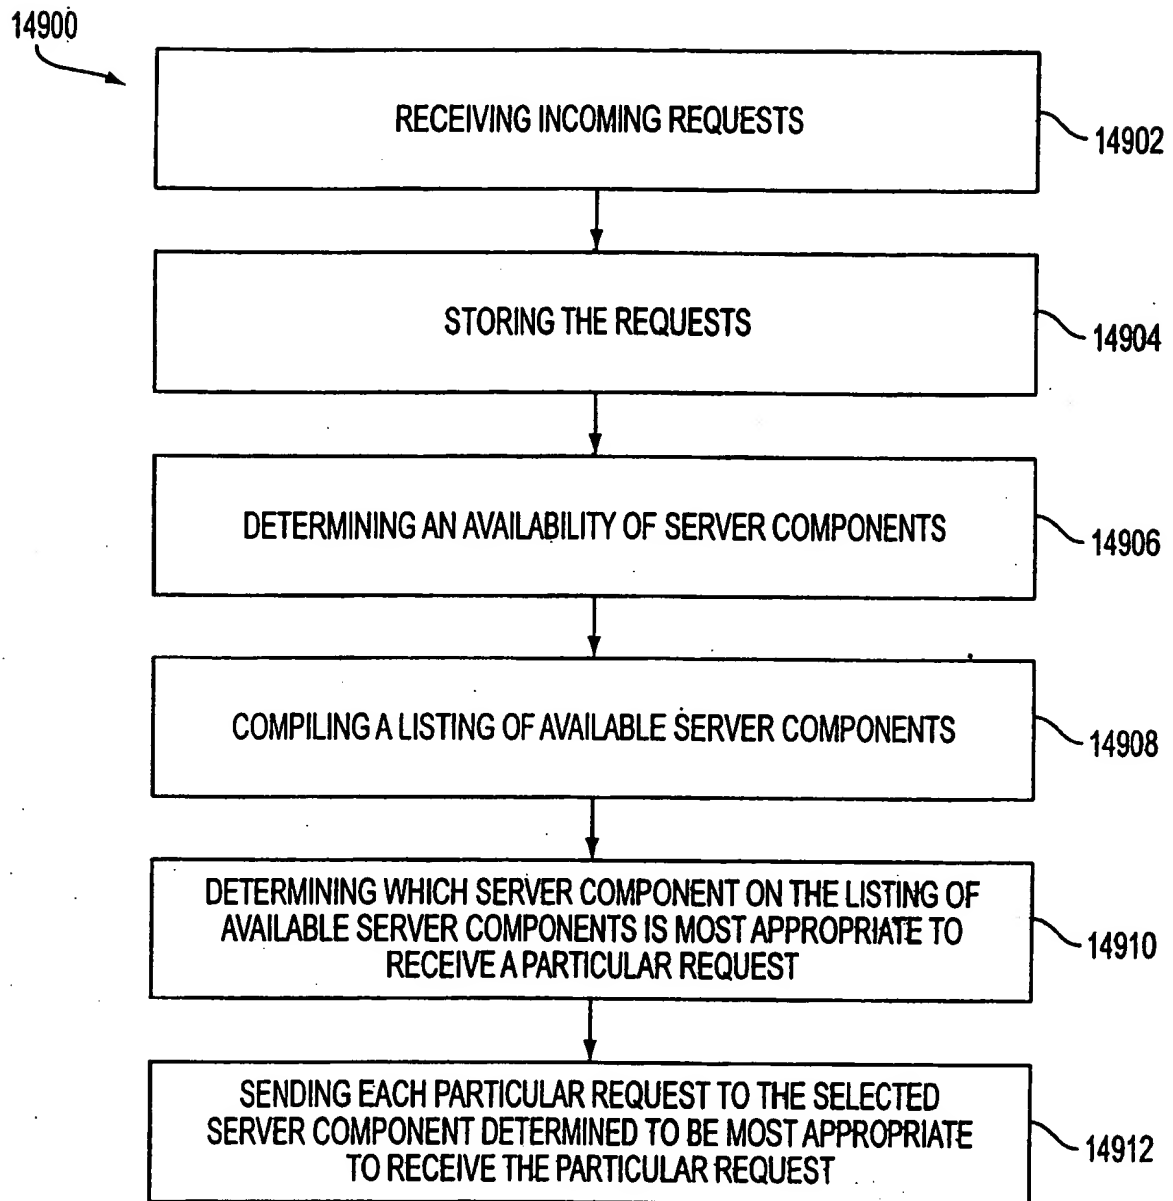 14900
RECEIVING INCOMING REQUESTS
14902
STORING THE REQUESTS
14904
DETERMINING AN AVAILABILITY OF SERVER COMPONENTS
14906
COMPILING A LISTING OF AVAILABLE SERVER COMPONENTS
14908
DETERMINING WHICH SERVER COMPONENT ON THE LISTING OF
AVAILABLE SERVER COMPONENTS IS MOST APPROPRIATE TO
RECEIVE A PARTICULAR REQUEST
14910
SENDING EACH PARTICULAR REQUEST TO THE SELECTED
SERVER COMPONENT DETERMINED TO BE MOST APPROPRIATE
TO RECEIVE THE PARTICULAR REQUEST
14912